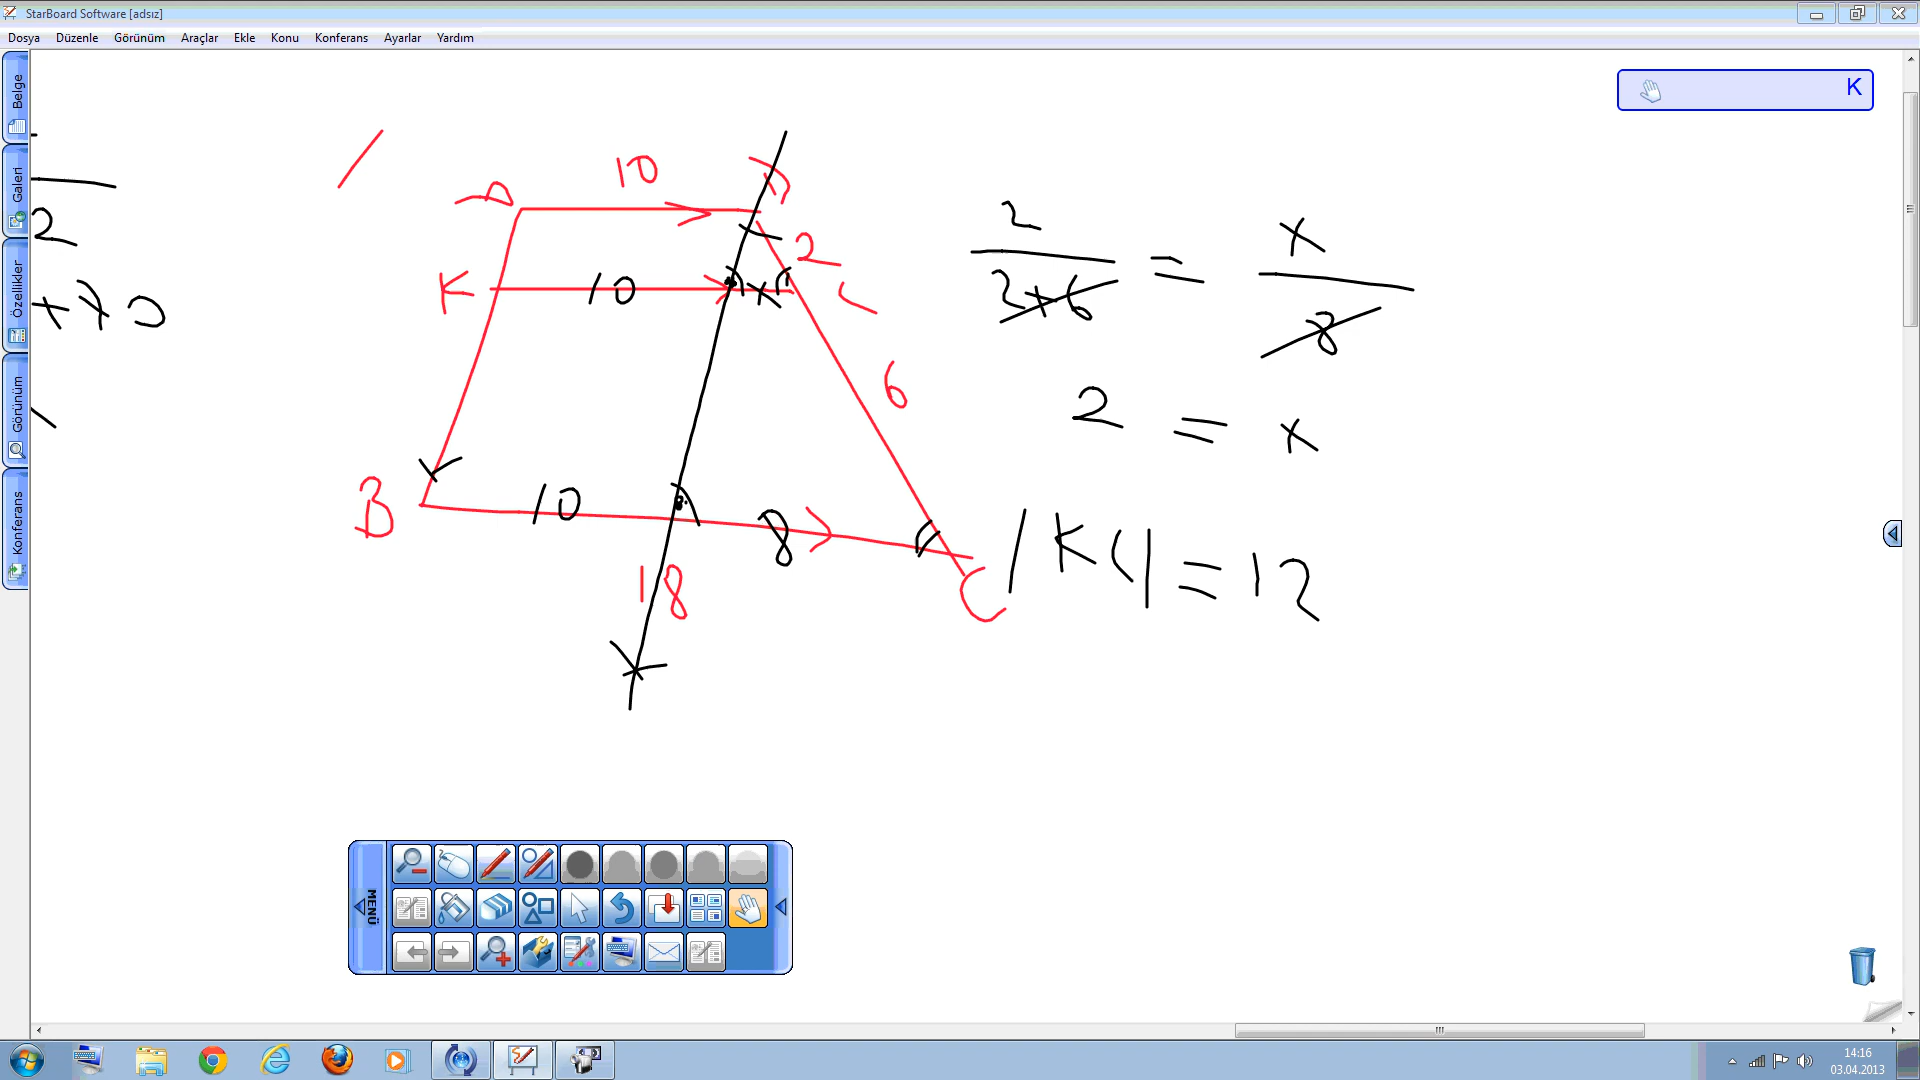 StarBoard Software [adsız]
Dosya Düzenle Görünüm Araçlar Ekle Konu Konferans Ayarlar Yardım
Belge
Galeri
Özellikler
Görünüm
Konferans
K
2
10
D
K
10
x
2
L
6
B
10
8
18
C
2 / 2+6 = x / 8
2 = x
|KL| = 12
MENÜ
14:16
03.04.2013